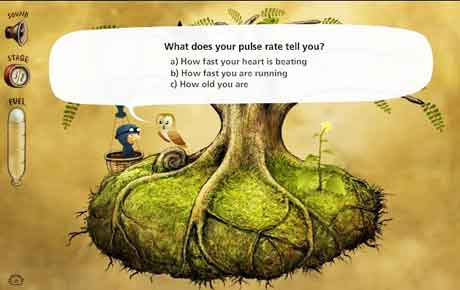 SOUND
STAGE
FUEL
What does your pulse rate tell you?
a) How fast your heart is beating
b) How fast you are running
c) How old you are